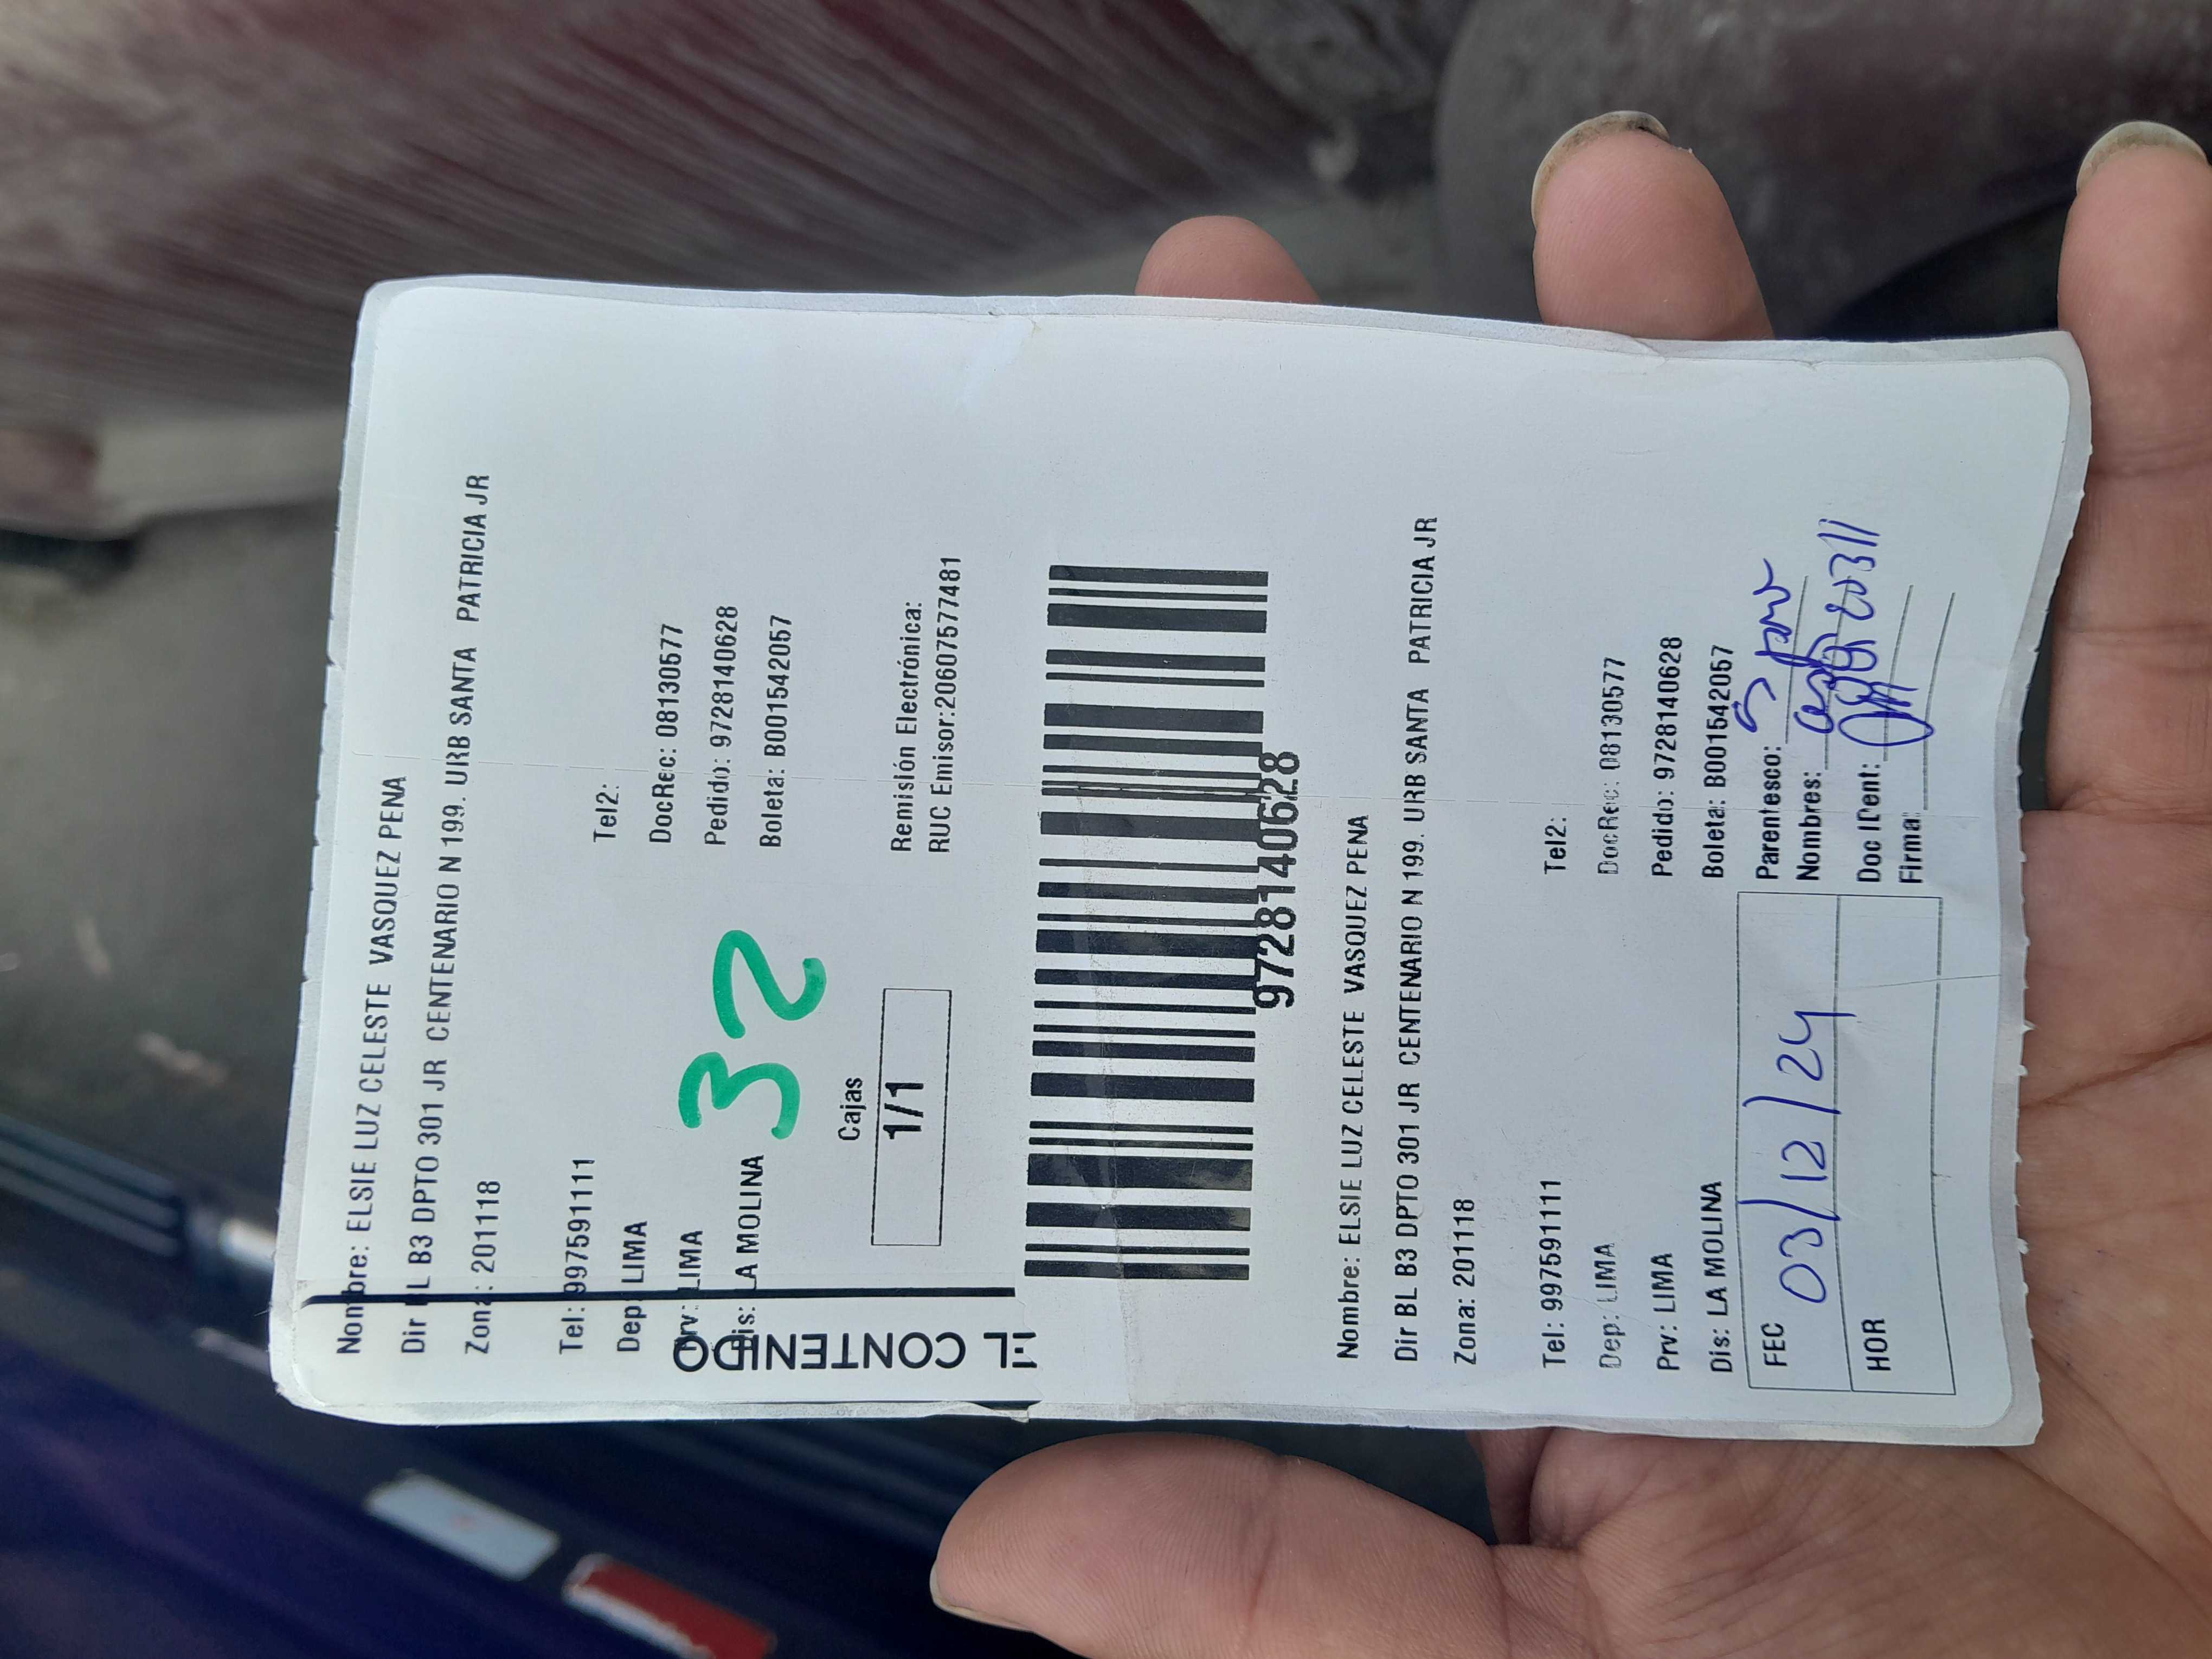 Nombre: ELSIE LUZ CELESTE VASQUEZ PENA
Dir L B3 DPTO 301 JR CENTENARIO N 199. URB SANTA PATRICIA JR
Zona: 201118
Tel: 997591111 Tel2:
Dep: LIMA DocRec: 08130577
Prv: LIMA Pedido: 9728140628
Dis: LA MOLINA Boleta: B001542057
32
Cajas
1/1
Remisión Electrónica:
RUC Emisor:20607577481
EL CONTENIDO
9728140628
Nombre: ELSIE LUZ CELESTE VASQUEZ PENA
Dir BL B3 DPTO 301 JR CENTENARIO N 199. URB SANTA PATRICIA JR
Zona: 201118
Tel: 997591111 Tel2:
Dep: LIMA DocRec: 08130577
Prv: LIMA Pedido: 9728140628
Dis: LA MOLINA Boleta: B001542057
FEC 03/12/24
HOR
Parentesco:
Nombres:
Doc IDent:
Firma: